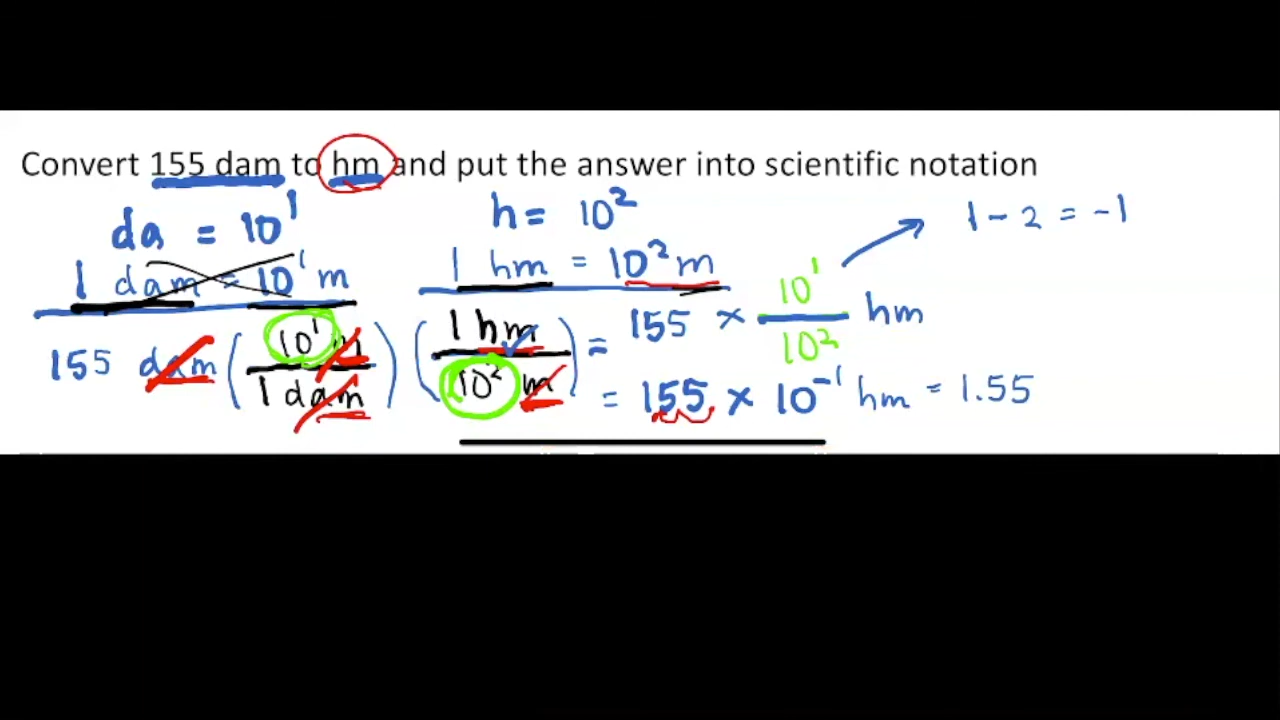 Convert 155 dam to hm and put the answer into scientific notation
da = 10¹
h = 10²
1 - 2 = -1
1 dam = 10¹ m
1 hm = 10² m
155 dam (10¹ m / 1 dam) (1 hm / 10² m) = 155 × 10¹ / 10² hm
= 155 × 10⁻¹ hm = 1.55